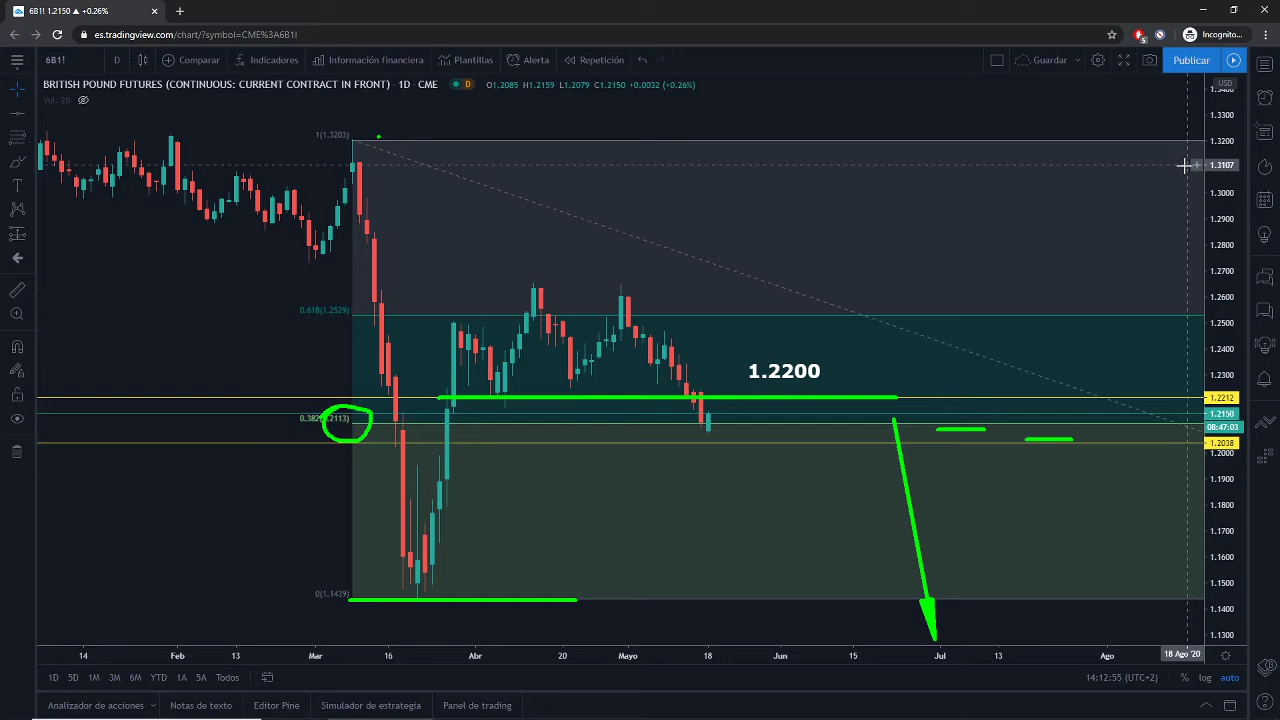 6B1! 1.2150 ▲ +0.26%
es.tradingview.com/chart/?symbol=CME%3A6B1!
5
Incognito...
6B1!
D
Comparar
Indicadores
Información financiera
Plantillas
Alerta
Repetición
Guardar
Publicar
BRITISH POUND FUTURES (CONTINUOUS: CURRENT CONTRACT IN FRONT) · 1D · CME
D
O1.2085 H1.2159 L1.2079 C1.2150 +0.0032 (+0.26%)
Vol. 20
USD
1.3400
1.3300
1(1.3203)
1.3200
1.3107
1.3000
1.2900
1.2800
1.2700
1.2600
0.618(1.2529)
1.2500
1.2400
1.2300
1.2200
1.2212
1.2150
0.382(1.2113)
08:47:03
1.2038
1.1900
1.1800
1.1700
1.1600
1.1500
0(1.1439)
1.1400
1.1300
14
Feb
13
Mar
16
Abr
20
Mayo
18
Jun
15
Jul
13
Ago
18 Ago '20
1D 5D 1M 3M 6M YTD 1A 5A Todos
14:12:55 (UTC+2)
%
log
auto
Analizador de acciones
Notas de texto
Editor Pine
Simulador de estrategia
Panel de trading